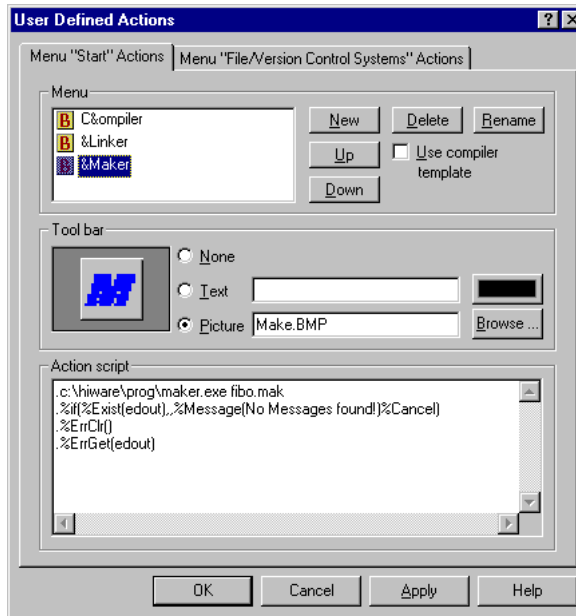 User Defined Actions
Menu "Start" Actions
Menu "File/Version Control Systems" Actions
Menu
C&ompiler
&Linker
&Maker
New
Delete
Rename
Up
Use compiler
template
Down
Tool bar
None
Text
Picture
Make.BMP
Browse ...
Action script
.c:\hiware\prog\maker.exe fibo.mak
.%if(%Exist(edout),,%Message(No Messages found!)%Cancel)
.%ErrClr()
.%ErrGet(edout)
OK
Cancel
Apply
Help